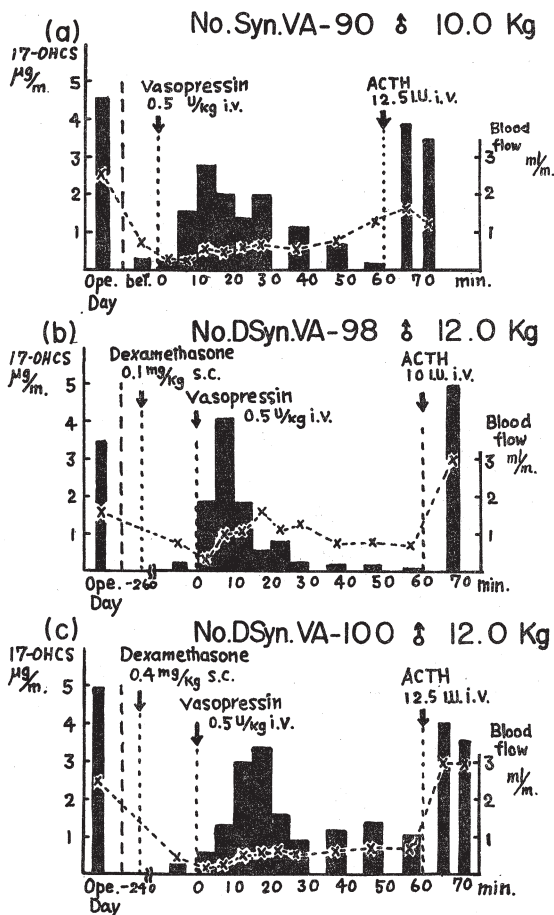 (a) No.Syn.VA-90 ♂ 10.0 Kg
17-OHCS
µg/m.
Vasopressin
0.5 U/kg i.v.
ACTH
12.5 I.U. i.v.
Blood
flow
ml/m.
5
4
3
2
1
3
2
1
Ope. bef. 0 10 20 30 40 50 60 70 min.
Day
(b) No.DSyn.VA-98 ♂ 12.0 Kg
17-OHCS
µg/m.
Dexamethasone
0.1 mg/kg s.c.
Vasopressin
0.5 U/kg i.v.
ACTH
10 I.U. i.v.
Blood
flow
ml/m.
5
4
3
2
1
3
2
1
Ope. -26 0 10 20 30 40 50 60 70 min.
Day
(c) No.DSyn.VA-100 ♂ 12.0 Kg
17-OHCS
µg/m.
Dexamethasone
0.4 mg/kg s.c.
Vasopressin
0.5 U/kg i.v.
ACTH
12.5 I.U. i.v.
Blood
flow
ml/m.
5
4
3
2
1
3
2
1
Ope. -24 0 10 20 30 40 50 60 70 min.
Day